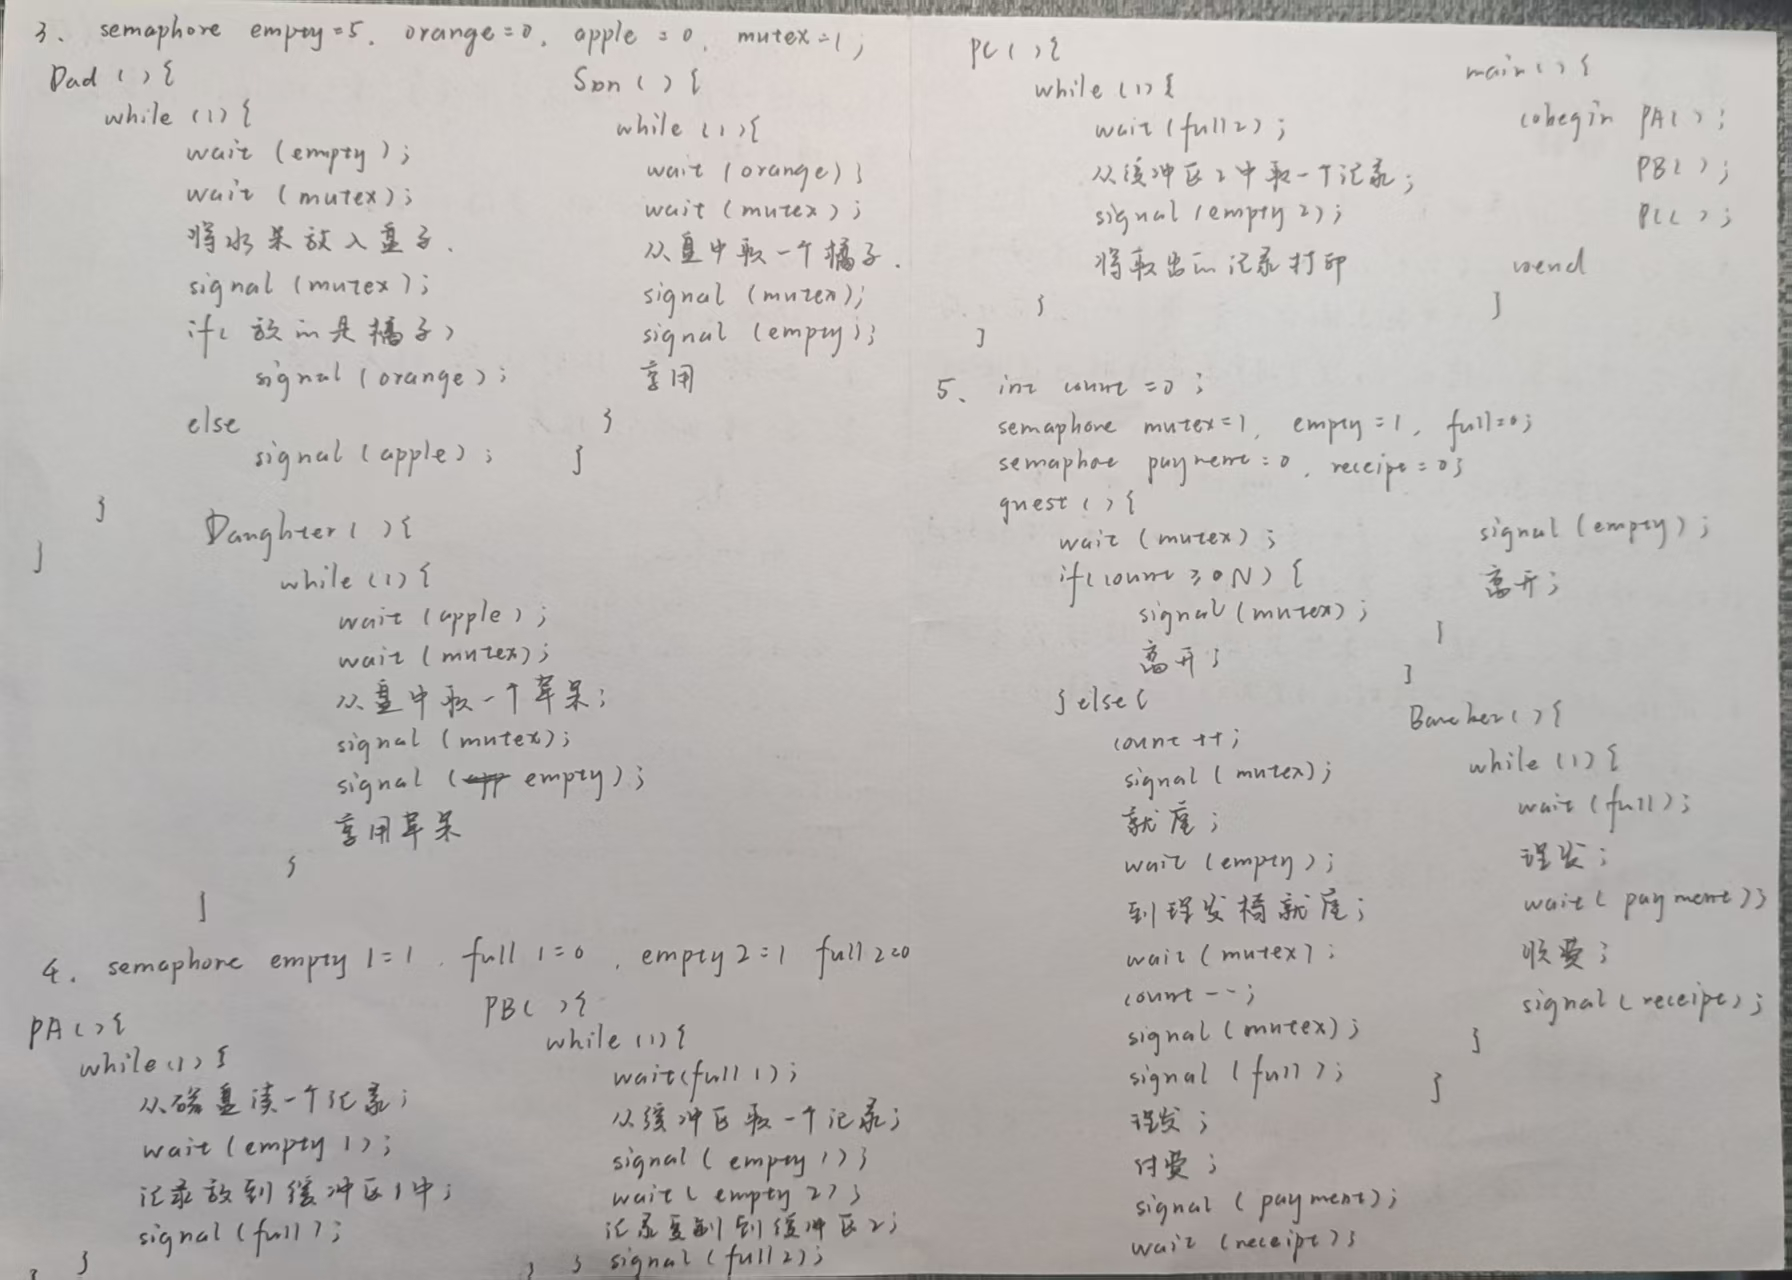 3、 semaphore empty=5, orange=0, apple=0, mutex=1;
Dad(){
while(1){
wait(empty);
wait(mutex);
将水果放入盘子.
signal(mutex);
if(放的是橘子)
signal(orange);
else
signal(apple);
}
}
Son(){
while(1){
wait(orange);
wait(mutex);
从盘中取一个橘子.
signal(mutex);
signal(empty);
享用
}
}
Daughter(){
while(1){
wait(apple);
wait(mutex);
从盘中取一个苹果;
signal(mutex);
signal(empty);
享用苹果
}
}
4. semaphore empty1=1, full1=0, empty2=1 full2=0
PA(){
while(1){
从磁盘读一个记录;
wait(empty1);
记录放到缓冲区1中;
signal(full);
}
}
PB(){
while(1){
wait(full1);
从缓冲区取一个记录;
signal(empty1);
wait(empty2);
记录复制到缓冲区2;
signal(full2);
} }
PC(){
while(1){
wait(full2);
从缓冲区2中取一个记录;
signal(empty2);
将取出的记录打印
}
}
main(){
cobegin PA();
PB();
PC();
coend
}
5、 int count=0;
semaphore mutex=1, empty=1, full=0;
semaphoe payment=0, receipt=0;
guest(){
wait(mutex);
if(count≥N){
signal(mutex);
离开;
}else{
count++;
signal(mutex);
就座;
wait(empty);
到理发椅就座;
wait(mutex);
count--;
signal(mutex);
signal(full);
理发;
付费;
signal(payment);
wait(receipt);
signal(empty);
离开;
}
}
Barber(){
while(1){
wait(full);
理发;
wait(payment);
收费;
signal(receipt);
}
}